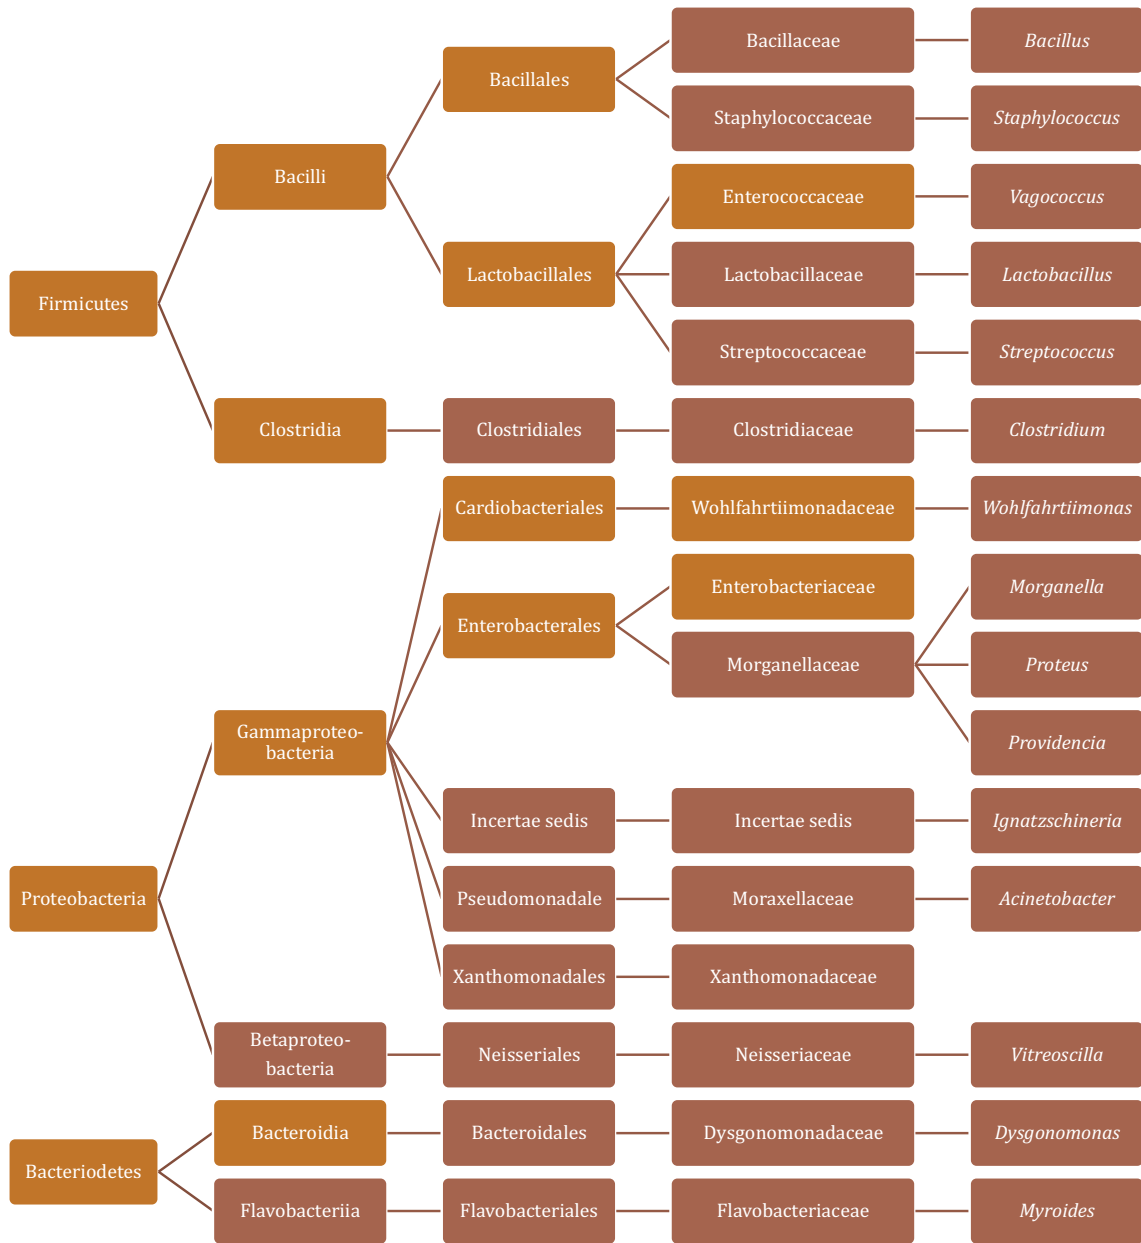 Bacillaceae
Bacillus
Bacillales
Staphylococcaceae
Staphylococcus
Bacilli
Enterococcaceae
Vagococcus
Lactobacillales
Lactobacillaceae
Lactobacillus
Firmicutes
Streptococcaceae
Streptococcus
Clostridia
Clostridiales
Clostridiaceae
Clostridium
Cardiobacteriales
Wohlfahrtiimonadaceae
Wohlfahrtiimonas
Enterobacteriaceae
Morganella
Enterobacterales
Morganellaceae
Proteus
Gammaproteo-
bacteria
Providencia
Incertae sedis
Incertae sedis
Ignatzschineria
Proteobacteria
Pseudomonadale
Moraxellaceae
Acinetobacter
Xanthomonadales
Xanthomonadaceae
Betaproteo-
bacteria
Neisseriales
Neisseriaceae
Vitreoscilla
Bacteriodetes
Bacteroidia
Bacteroidales
Dysgonomonadaceae
Dysgonomonas
Flavobacteriia
Flavobacteriales
Flavobacteriaceae
Myroides